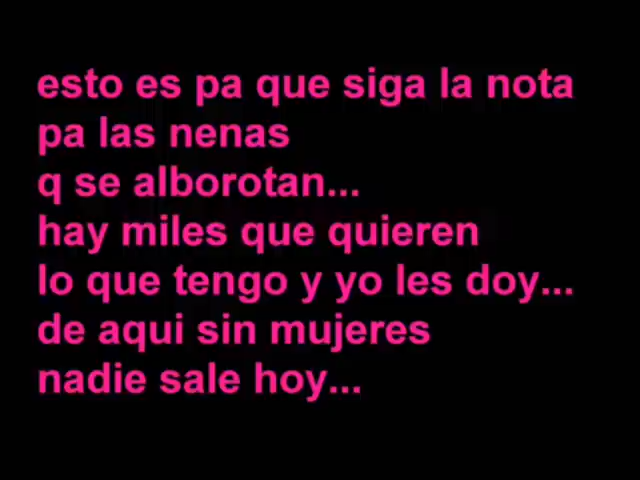 esto es pa que siga la nota
pa las nenas
q se alborotan...
hay miles que quieren
lo que tengo y yo les doy...
de aqui sin mujeres
nadie sale hoy...